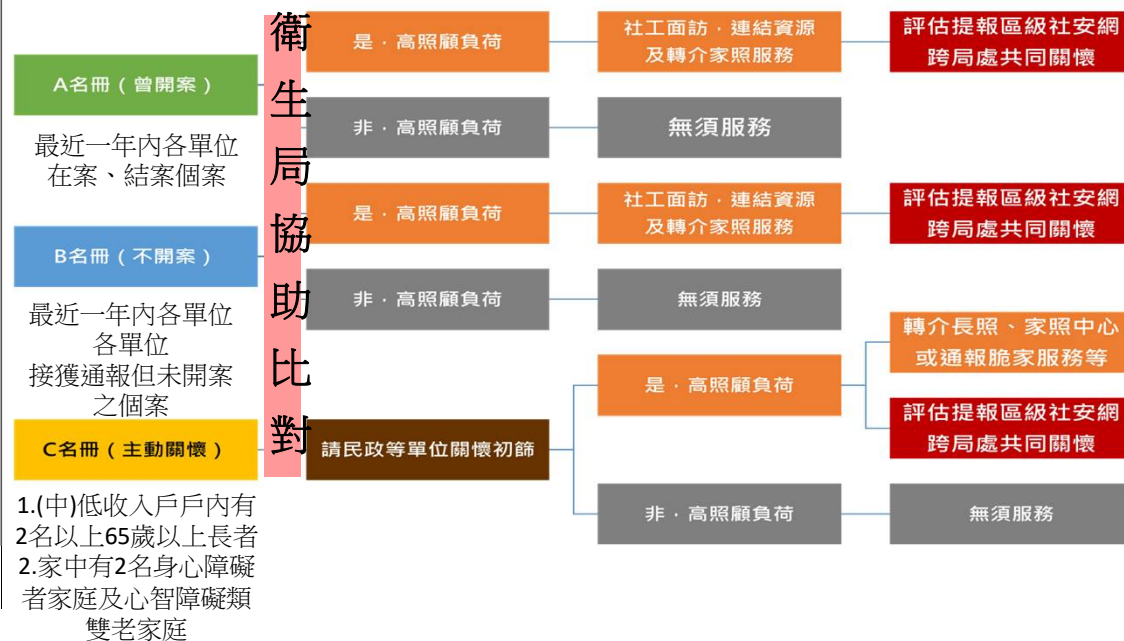 A名冊（曾開案）
最近一年內各單位
在案、結案個案
B名冊（不開案）
最近一年內各單位
各單位
接獲通報但未開案
之個案
C名冊（主動關懷）
1.(中)低收入戶戶內有
2名以上65歲以上長者
2.家中有2名身心障礙
者家庭及心智障礙類
雙老家庭
衛生局協助比對
是．高照顧負荷
社工面訪．連結資源
及轉介家照服務
評估提報區級社安網
跨局處共同關懷
非．高照顧負荷
無須服務
是．高照顧負荷
社工面訪．連結資源
及轉介家照服務
評估提報區級社安網
跨局處共同關懷
非．高照顧負荷
無須服務
請民政等單位關懷初篩
是．高照顧負荷
轉介長照、家照中心
或通報脆家服務等
評估提報區級社安網
跨局處共同關懷
非．高照顧負荷
無須服務